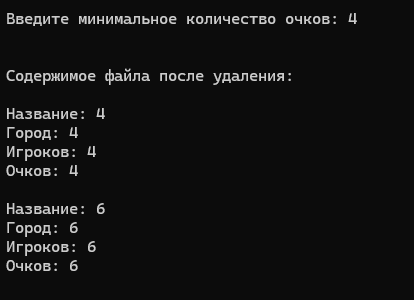 Введите минимальное количество очков: 4
Содержимое файла после удаления:
Название: 4
Город: 4
Игроков: 4
Очков: 4
Название: 6
Город: 6
Игроков: 6
Очков: 6